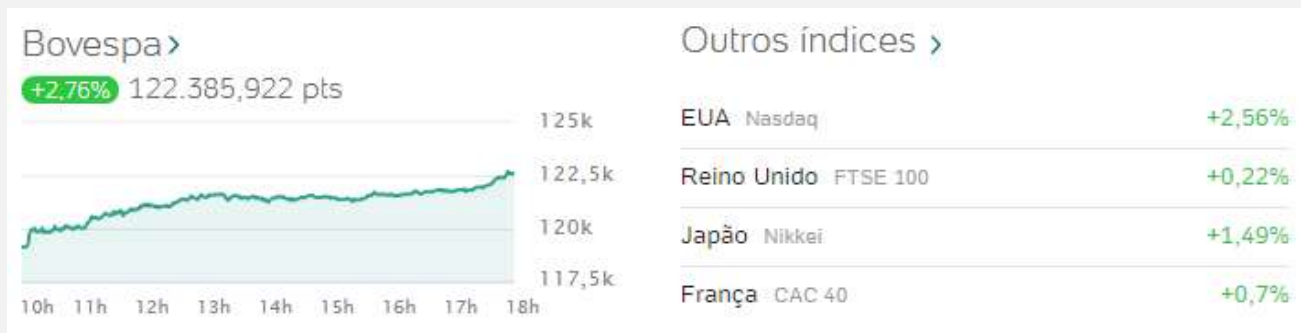 Bovespa>
+2,76% 122.385,922 pts
125k
122,5k
120k
117,5k
10h 11h 12h 13h 14h 15h 16h 17h 18h
Outros índices >
EUA Nasdaq +2,56%
Reino Unido FTSE 100 +0,22%
Japão Nikkei +1,49%
França CAC 40 +0,7%